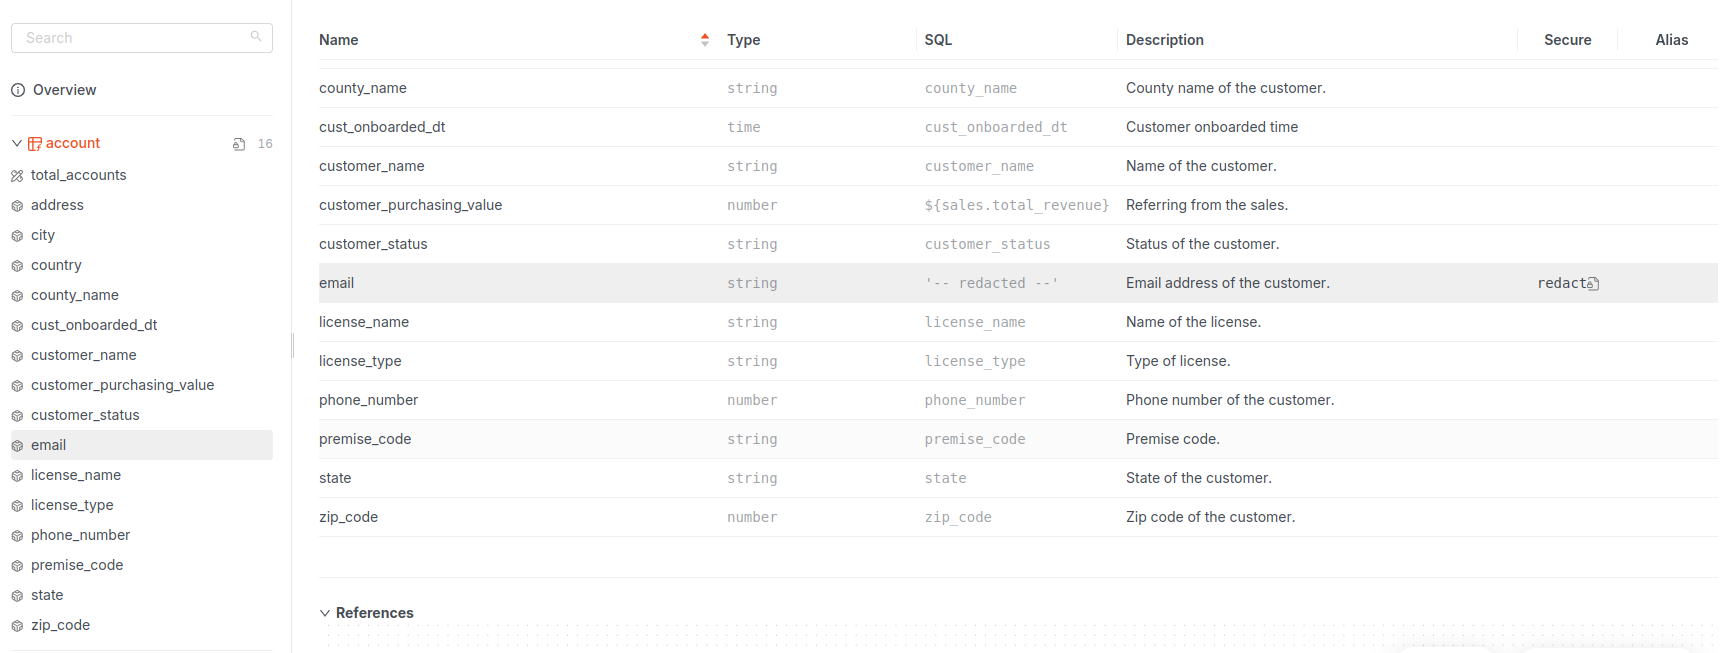 Search
Overview
account 16
total_accounts
address
city
country
county_name
cust_onboarded_dt
customer_name
customer_purchasing_value
customer_status
email
license_name
license_type
phone_number
premise_code
state
zip_code
Name Type SQL Description Secure Alias
county_name string county_name County name of the customer.
cust_onboarded_dt time cust_onboarded_dt Customer onboarded time
customer_name string customer_name Name of the customer.
customer_purchasing_value number ${sales.total_revenue} Referring from the sales.
customer_status string customer_status Status of the customer.
email string '-- redacted --' Email address of the customer. redact
license_name string license_name Name of the license.
license_type string license_type Type of license.
phone_number number phone_number Phone number of the customer.
premise_code string premise_code Premise code.
state string state State of the customer.
zip_code number zip_code Zip code of the customer.
References